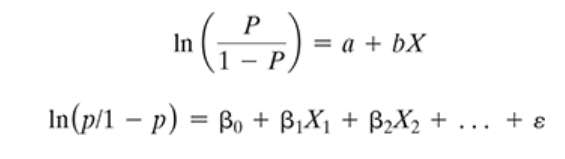 ln(P/1 − P) = a + bX
ln(p/1 − p) = β₀ + β₁X₁ + β₂X₂ + ... + ε